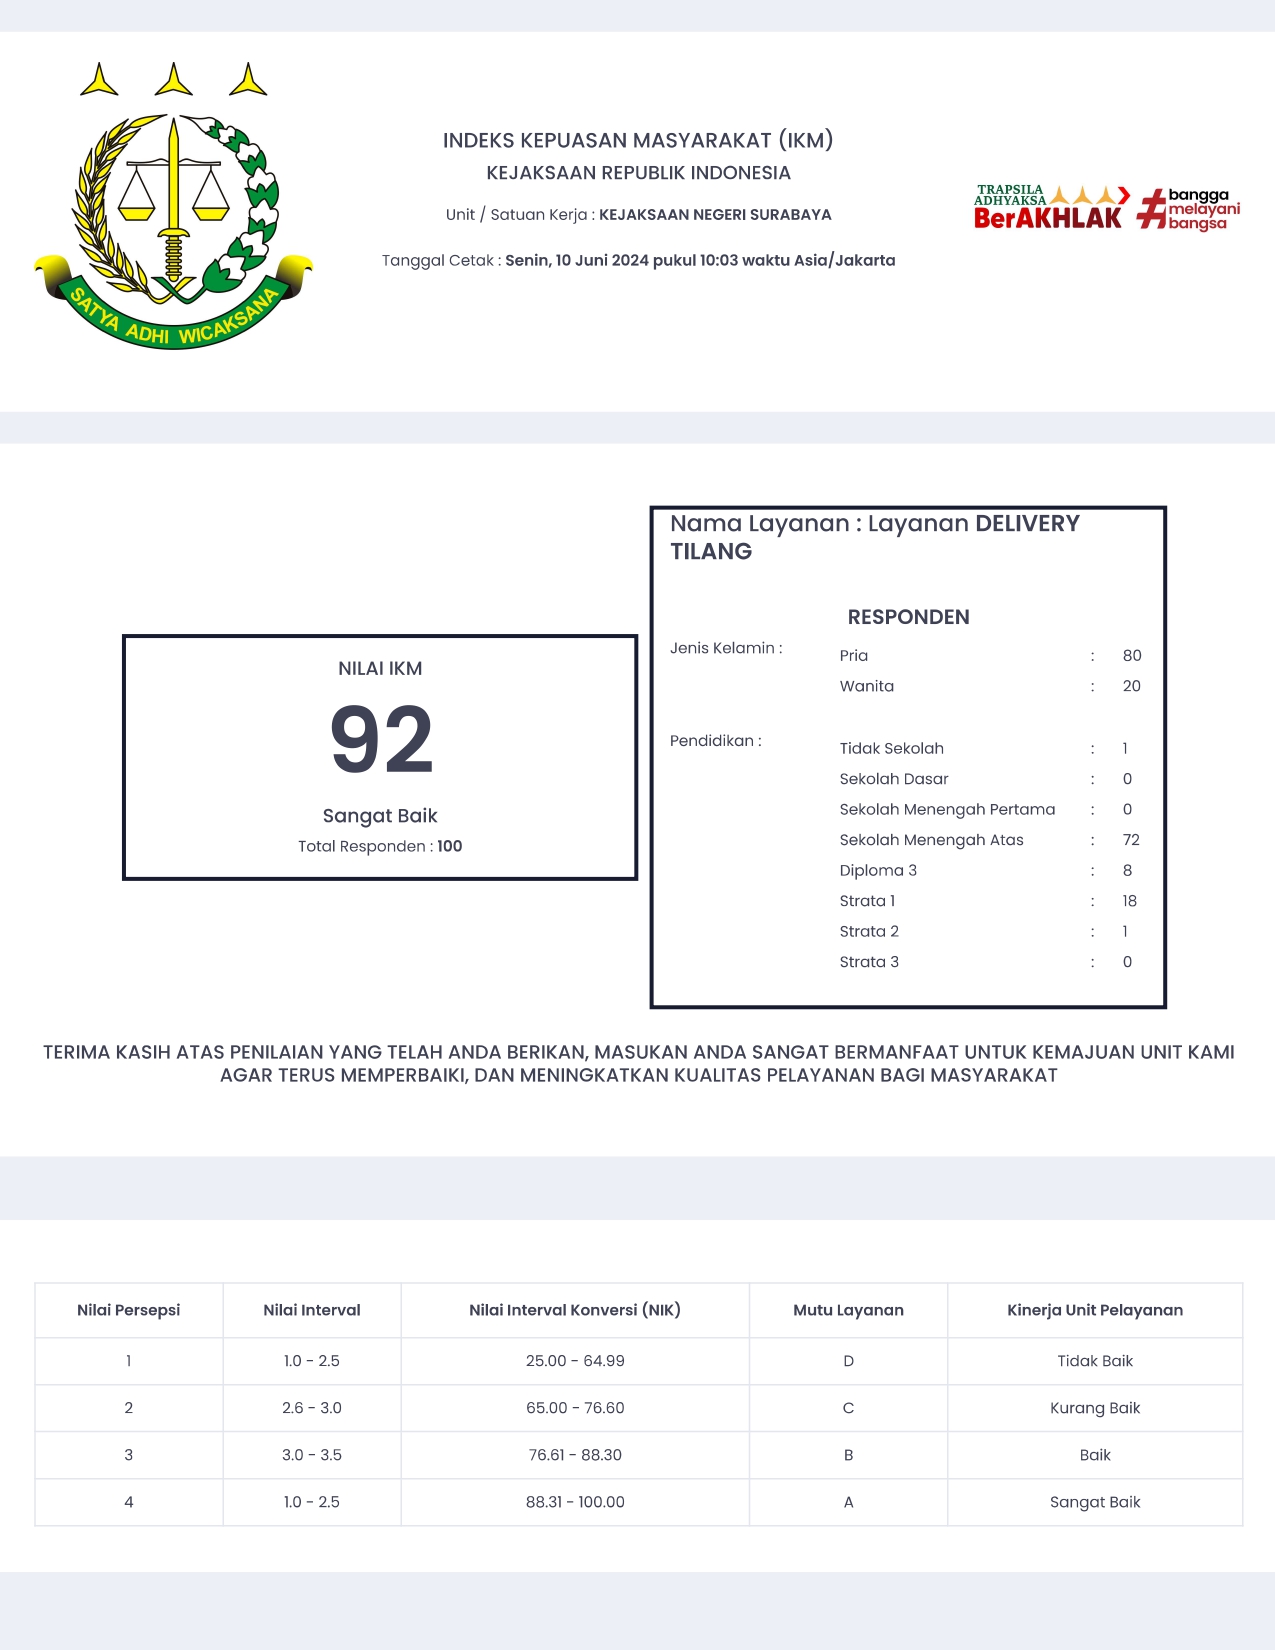 SATYA ADHI WICAKSANA
INDEKS KEPUASAN MASYARAKAT (IKM)
KEJAKSAAN REPUBLIK INDONESIA
Unit / Satuan Kerja : KEJAKSAAN NEGERI SURABAYA
Tanggal Cetak : Senin, 10 Juni 2024 pukul 10:03 waktu Asia/Jakarta
TRAPSILA
ADHYAKSA
BerAKHLAK
#bangga
melayani
bangsa
NILAI IKM
92
Sangat Baik
Total Responden : 100
Nama Layanan : Layanan DELIVERY
TILANG
RESPONDEN
Jenis Kelamin :
Pria : 80
Wanita : 20
Pendidikan :
Tidak Sekolah : 1
Sekolah Dasar : 0
Sekolah Menengah Pertama : 0
Sekolah Menengah Atas : 72
Diploma 3 : 8
Strata 1 : 18
Strata 2 : 1
Strata 3 : 0
TERIMA KASIH ATAS PENILAIAN YANG TELAH ANDA BERIKAN, MASUKAN ANDA SANGAT BERMANFAAT UNTUK KEMAJUAN UNIT KAMI
AGAR TERUS MEMPERBAIKI, DAN MENINGKATKAN KUALITAS PELAYANAN BAGI MASYARAKAT
Nilai Persepsi Nilai Interval Nilai Interval Konversi (NIK) Mutu Layanan Kinerja Unit Pelayanan
1 1.0 - 2.5 25.00 - 64.99 D Tidak Baik
2 2.6 - 3.0 65.00 - 76.60 C Kurang Baik
3 3.0 - 3.5 76.61 - 88.30 B Baik
4 1.0 - 2.5 88.31 - 100.00 A Sangat Baik